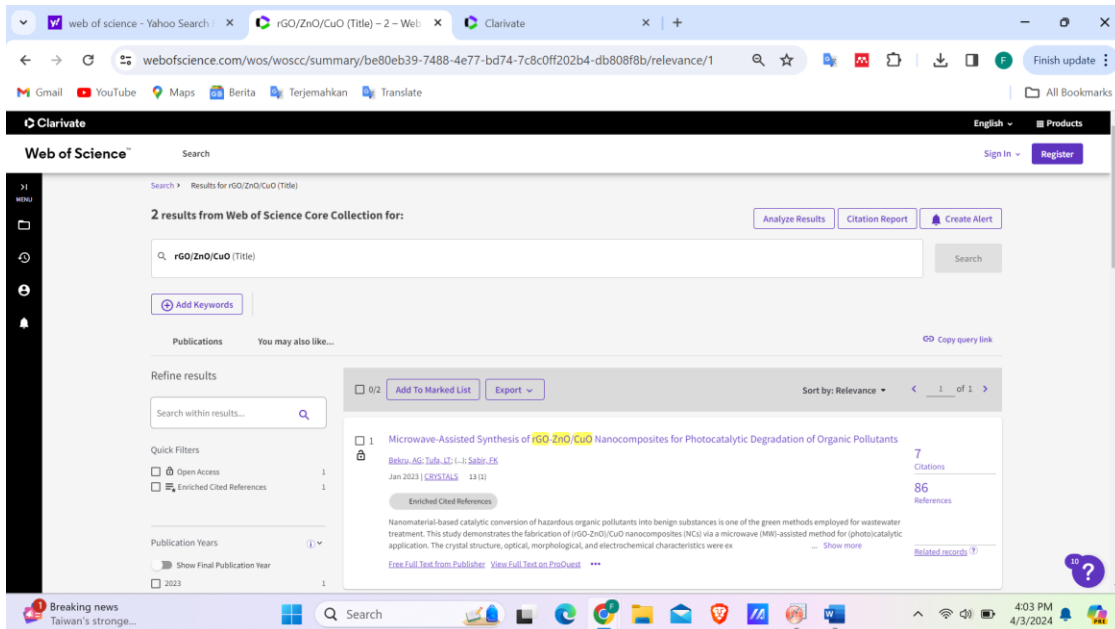 web of science - Yahoo Search
rGO/ZnO/CuO (Title) – 2 – Web
Clarivate
webofscience.com/wos/woscc/summary/be80eb39-7488-4e77-bd74-7c8c0ff202b4-db808f8b/relevance/1
F
Finish update
Gmail
YouTube
Maps
Berita
Terjemahkan
Translate
All Bookmarks
Clarivate
English
Products
Web of Science™
Search
Sign In
Register
MENU
Search > Results for rGO/ZnO/CuO (Title)
2 results from Web of Science Core Collection for:
Analyze Results
Citation Report
Create Alert
rGO/ZnO/CuO (Title)
Search
Add Keywords
Publications
You may also like...
Copy query link
Refine results
Search within results...
0/2
Add To Marked List
Export
Sort by: Relevance
1 of 1
Quick Filters
Open Access 1
Enriched Cited References 1
Publication Years
Show Final Publication Year
2023 1
1
Microwave-Assisted Synthesis of rGO-ZnO/CuO Nanocomposites for Photocatalytic Degradation of Organic Pollutants
Bekru, AG; Tufa, LT; (...); Sabir, FK
Jan 2023 | CRYSTALS 13 (1)
Enriched Cited References
Nanomaterial-based catalytic conversion of hazardous organic pollutants into benign substances is one of the green methods employed for wastewater
treatment. This study demonstrates the fabrication of (rGO-ZnO)/CuO nanocomposites (NCs) via a microwave (MW)-assisted method for (photo)catalytic
application. The crystal structure, optical, morphological, and electrochemical characteristics were ex ... Show more
Free Full Text from Publisher View Full Text on ProQuest •••
7
Citations
86
References
Related records ?
10
?
1
Breaking news
Taiwan's stronge...
Search
4:03 PM
4/3/2024
PRE